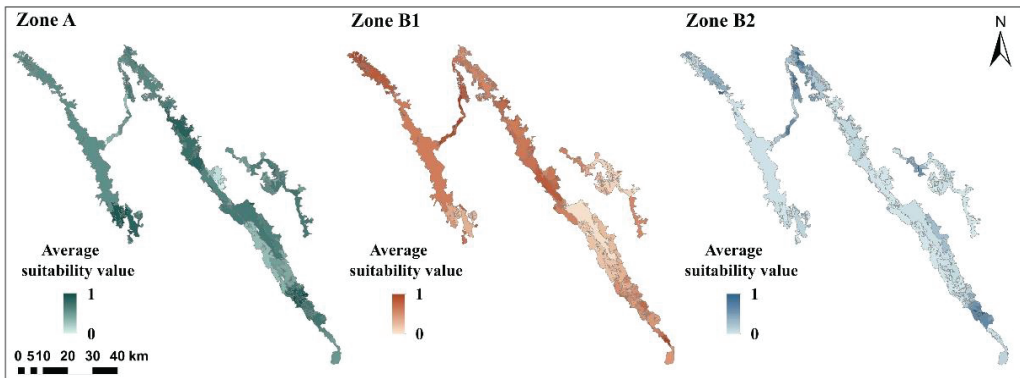 Zone A
Zone B1
Zone B2
N
Average
suitability value
1
0
Average
suitability value
1
0
Average
suitability value
1
0
0 510 20 30 40 km